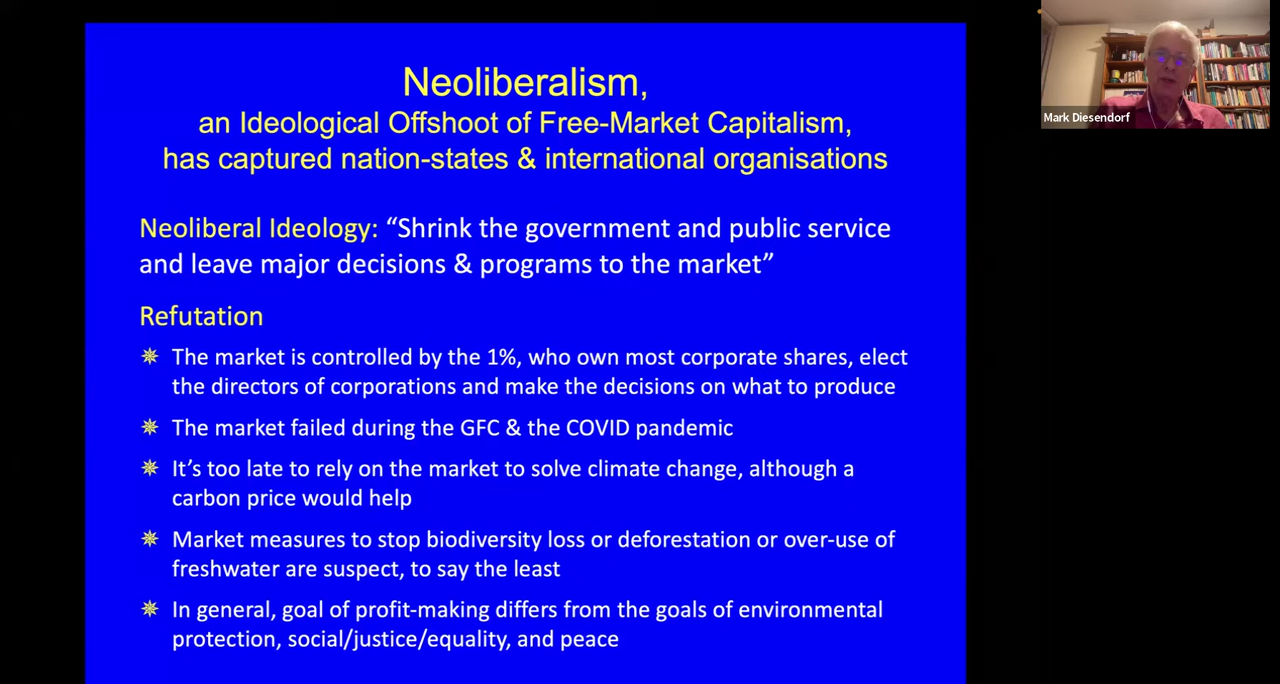 Neoliberalism,
an Ideological Offshoot of Free-Market Capitalism,
has captured nation-states & international organisations
Neoliberal Ideology: “Shrink the government and public service
and leave major decisions & programs to the market”
Refutation
The market is controlled by the 1%, who own most corporate shares, elect
the directors of corporations and make the decisions on what to produce
The market failed during the GFC & the COVID pandemic
It’s too late to rely on the market to solve climate change, although a
carbon price would help
Market measures to stop biodiversity loss or deforestation or over-use of
freshwater are suspect, to say the least
In general, goal of profit-making differs from the goals of environmental
protection, social/justice/equality, and peace
Mark Diesendorf